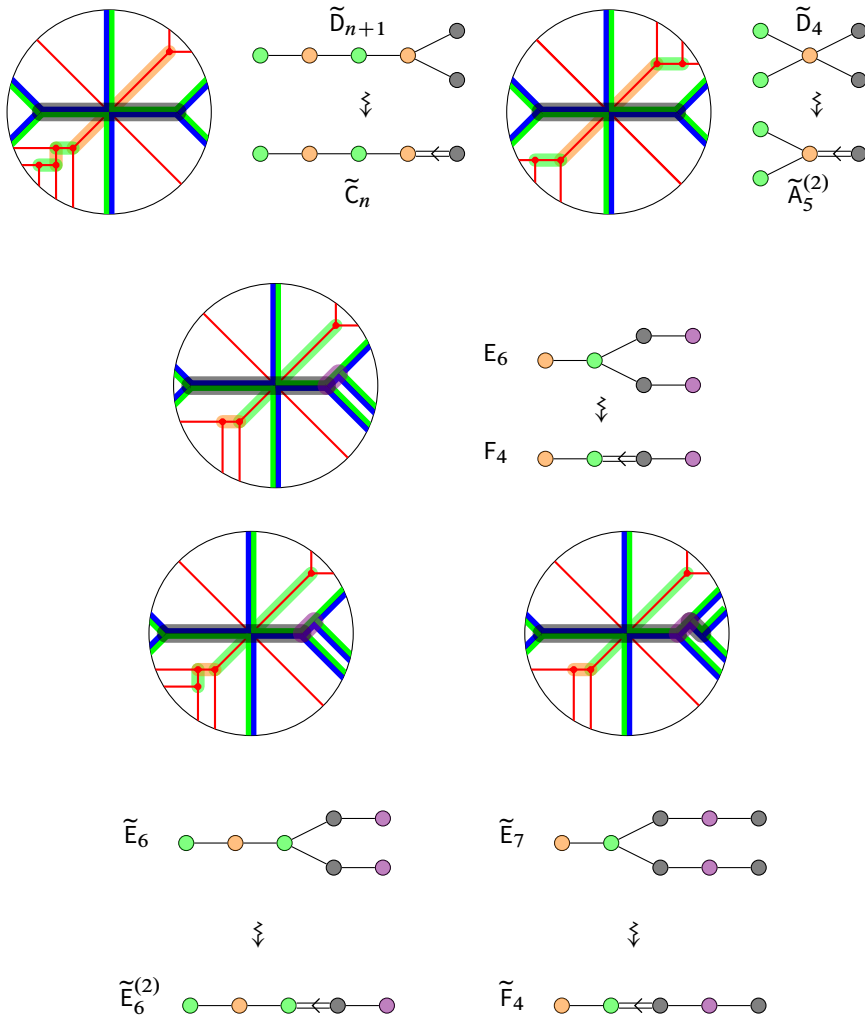 D̃ₙ₊₁
C̃ₙ
D̃₄
Ã₅⁽²⁾
E₆
F₄
Ẽ₆
Ẽ₆⁽²⁾
Ẽ₇
F̃₄